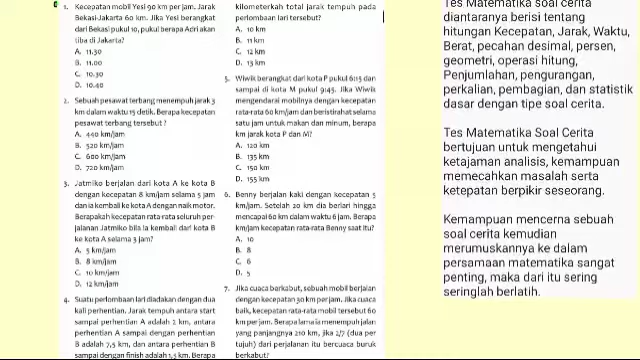 1. Kecepatan mobil Yesi 90 km per jam. Jarak
Bekasi-Jakarta 60 km. Jika Yesi berangkat
dari Bekasi pukul 10, pukul berapa Adri akan
tiba di Jakarta?
A. 11.30
B. 11.00
C. 10.30
D. 10.40
2. Sebuah pesawat terbang menempuh jarak 3
km dalam waktu 15 detik. Berapa kecepatan
pesawat terbang tersebut ?
A. 440 km/jam
B. 520 km/jam
C. 600 km/jam
D. 720 km/jam
3. Jatmiko berjalan dari kota A ke kota B
dengan kecepatan 8 km/jam selama 5 jam
dan ia kembali ke kota A dengan naik motor.
Berapakah kecepatan rata-rata seluruh per-
jalanan Jatmiko bila ia kembali dari kota B
ke kota A selama 3 jam?
A. 5 km/jam
B. 8 km/jam
C. 10 km/jam
D. 12 km/jam
4. Suatu perlombaan lari diadakan dengan dua
kali perhentian. Jarak tempuh antara start
sampai perhentian A adalah 2 km, antara
perhentian A sampai dengan perhentian
B adalah 7,5 km, dan antara perhentian B
sampai dengan finish adalah 1,5 km. Berapa
kilometerkah total jarak tempuh pada
perlombaan lari tersebut?
A. 10 km
B. 11 km
C. 12 km
D. 13 km
5. Wiwik berangkat dari kota P pukul 6:15 dan
sampai di kota M pukul 9:45. Jika Wiwik
mengendarai mobilnya dengan kecepatan
rata-rata 60 km/jam dan beristirahat selama
satu jam untuk makan dan minum, berapa
km jarak kota P dan M?
A. 120 km
B. 135 km
C. 150 km
D. 155 km
6. Benny berjalan kaki dengan kecepatan 5
km/jam. Setelah 20 km dia berlari hingga
mencapai 60 km dalam waktu 6 jam. Berapa
km/jam kecepatan rata-rata Benny saat itu?
A. 10
B. 8
C. 6
D. 5
7. Jika cuaca berkabut, sebuah mobil berjalan
dengan kecepatan 30 km per jam. Jika cuaca
baik, kecepatan rata-rata mobil tersebut 60
km per jam. Berapa lama ia menempuh jalan
yang panjangnya 210 km, jika 2/7 (dua per
tujuh) dari perjalanan itu bercuaca buruk
berkabut?
Tes Matematika Soal cerita
diantaranya berisi tentang
hitungan Kecepatan, Jarak, Waktu,
Berat, pecahan desimal, persen,
geometri, operasi hitung,
Penjumlahan, pengurangan,
perkalian, pembagian, dan statistik
dasar dengan tipe soal cerita.
Tes Matematika Soal Cerita
bertujuan untuk mengetahui
ketajaman analisis, kemampuan
memecahkan masalah serta
ketepatan berpikir seseorang.
Kemampuan mencerna sebuah
soal cerita kemudian
merumuskannya ke dalam
persamaan matematika sangat
penting, maka dari itu sering
seringlah berlatih.